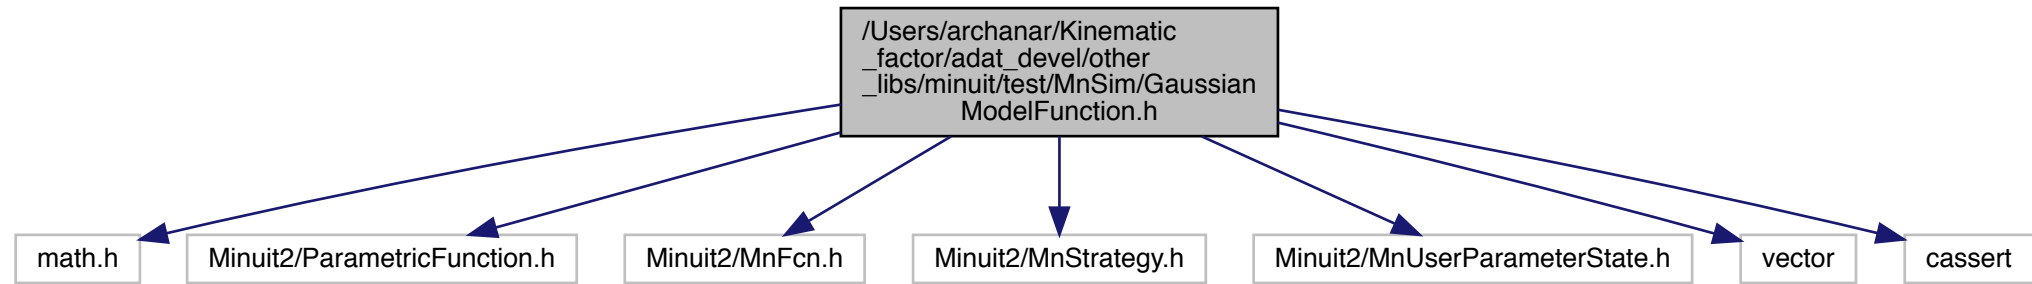 /Users/archanar/Kinematic
_factor/adat_devel/other
_libs/minuit/test/MnSim/Gaussian
ModelFunction.h
math.h
Minuit2/ParametricFunction.h
Minuit2/MnFcn.h
Minuit2/MnStrategy.h
Minuit2/MnUserParameterState.h
vector
cassert